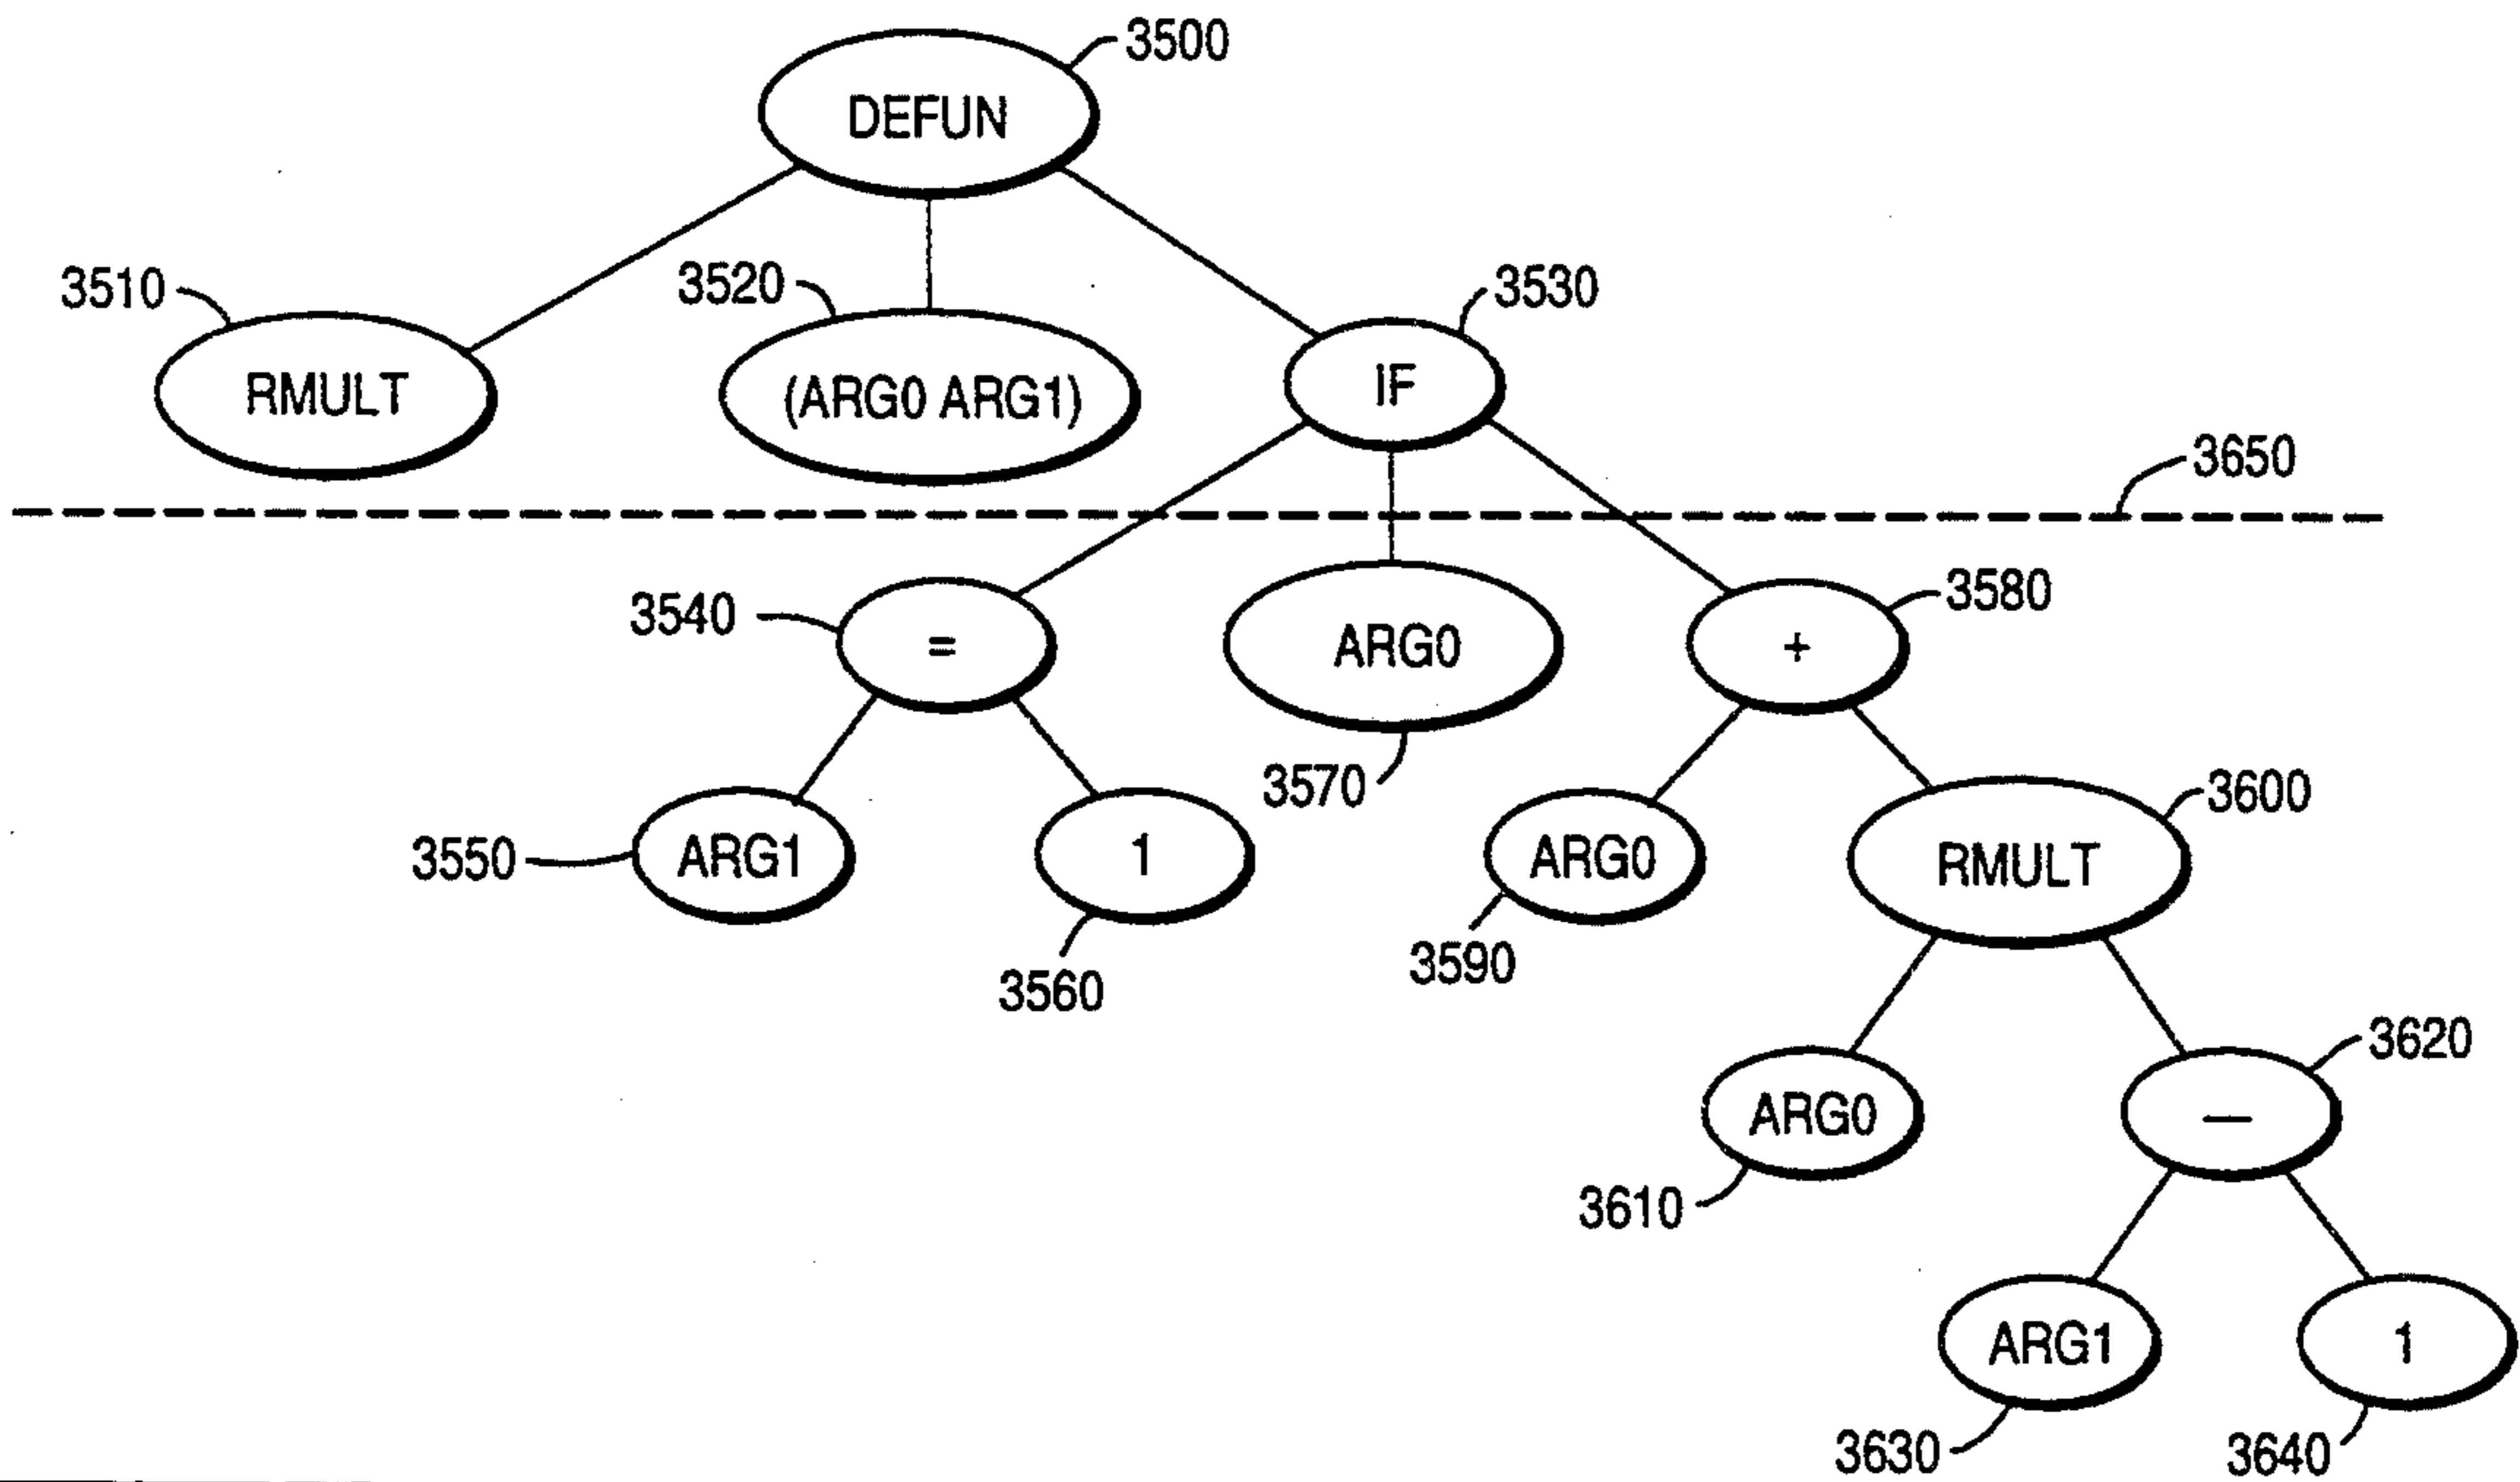 3500
DEFUN
3510
3520
3530
RMULT
(ARG0 ARG1)
IF
3650
3540
3580
=
ARG0
+
3570
3600
3550
ARG1
1
ARG0
RMULT
3560
3590
3620
ARG0
—
3610
ARG1
1
3630
3640